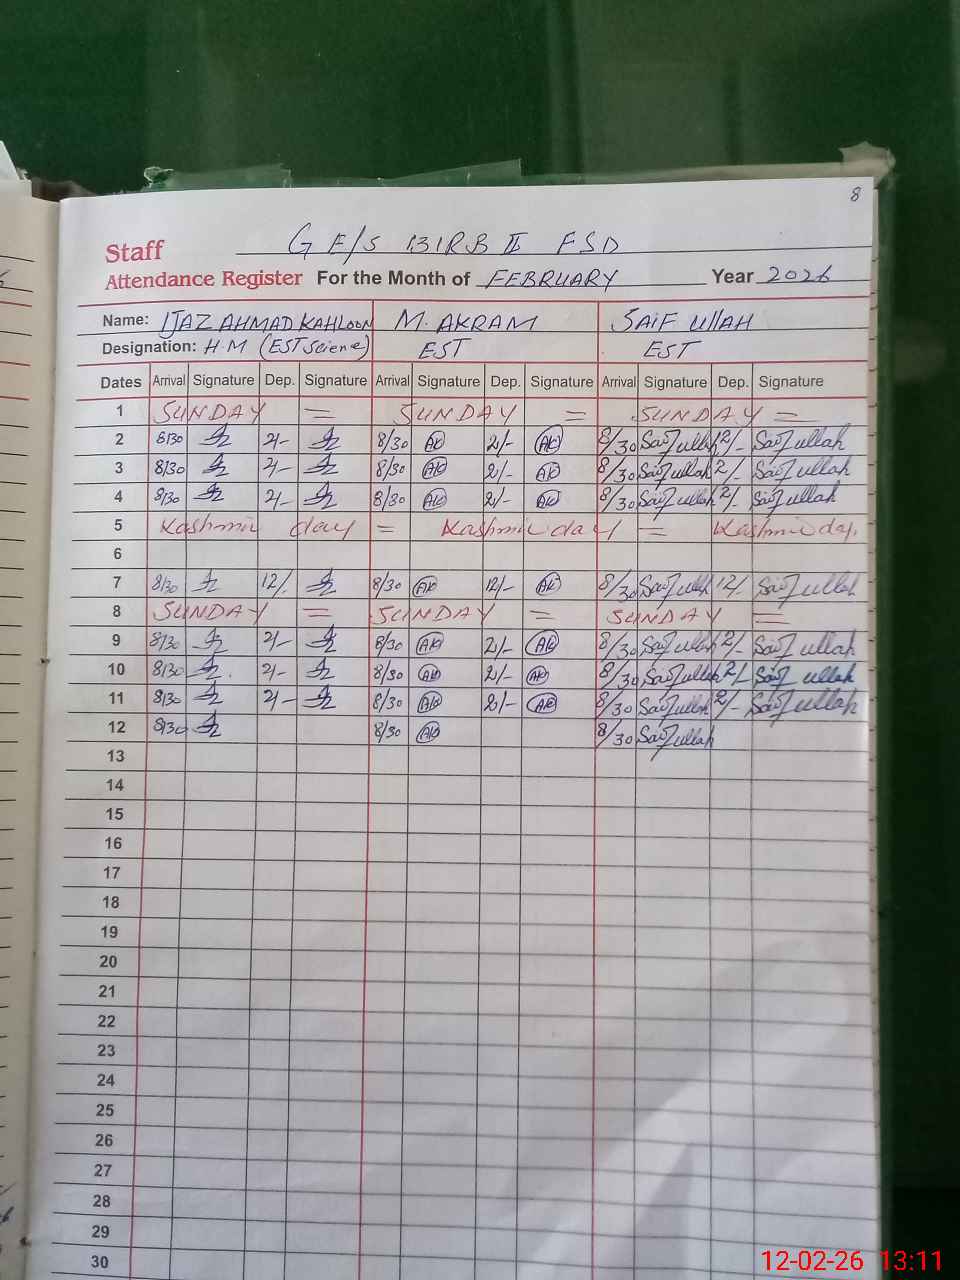 8
Staff G E/S 131RB II FSD
Attendance Register For the Month of FEBRUARY Year 2026
Name: IJAZ AHMAD KAHLOON M. AKRAM SAIF UllAH
Designation: HM (EST Science) EST EST
Dates Arrival Signature Dep. Signature Arrival Signature Dep. Signature Arrival Signature Dep. Signature
1 SUNDAY = SUNDAY = SUNDAY =
2 8/30 2/- 8/30 AK 2/- AK 8/30 Saif ullah 2/- Saif ullah
3 8/30 2/- 8/30 AK 2/- AK 8/30 Saif ullah 2/- Saif ullah
4 8/30 2/- 8/30 AK 2/- AK 8/30 Saif ullah 2/- Saif ullah
5 Kashmir day = Kashmir day = Kashmir day.
6
7 8/30 12/. 8/30 AK 12/- AK 8/30 Saif ullah 12/- Saif ullah
8 SUNDAY = SUNDAY = SUNDAY =
9 8/30 2/- 8/30 AK 2/- AK 8/30 Saif ullah 2/- Saif ullah
10 8/30 2/- 8/30 AK 2/- AK 8/30 Saif ullah 2/- Saif ullah
11 8/30 2/- 8/30 AK 2/- AK 8/30 Saif ullah 2/- Saif ullah
12 8/30 8/30 AK 8/30 Saif ullah
13
14
15
16
17
18
19
20
21
22
23
24
25
26
27
28
29
30
12-02-26 13:11